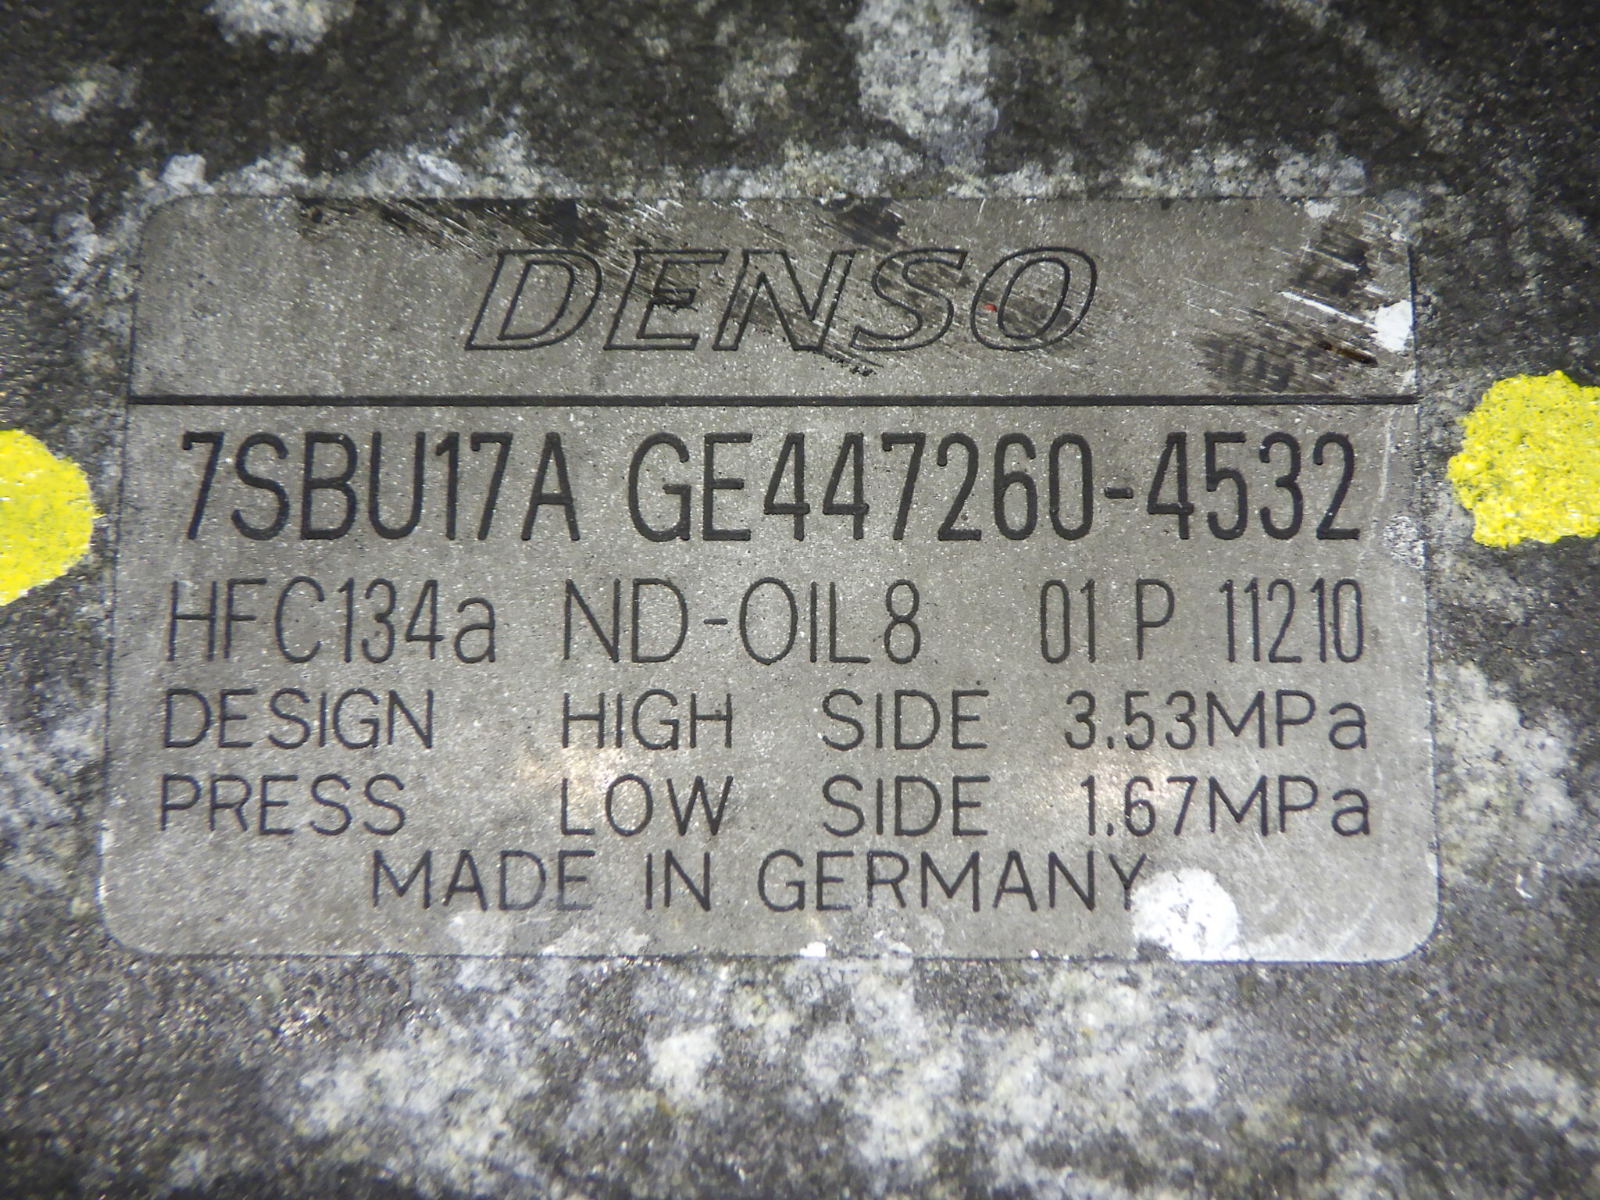 DENSO
7SBU17A GE447260-4532
HFC134a ND-OIL8 01 P 11210
DESIGN HIGH SIDE 3.53MPa
PRESS LOW SIDE 1.67MPa
MADE IN GERMANY